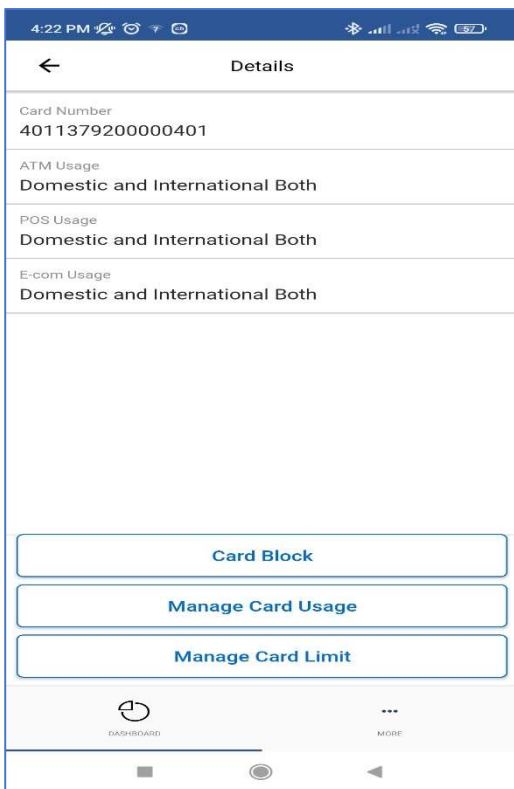 4:22 PM 57
Details
Card Number
4011379200000401
ATM Usage
Domestic and International Both
POS Usage
Domestic and International Both
E-com Usage
Domestic and International Both
Card Block
Manage Card Usage
Manage Card Limit
DASHBOARD MORE